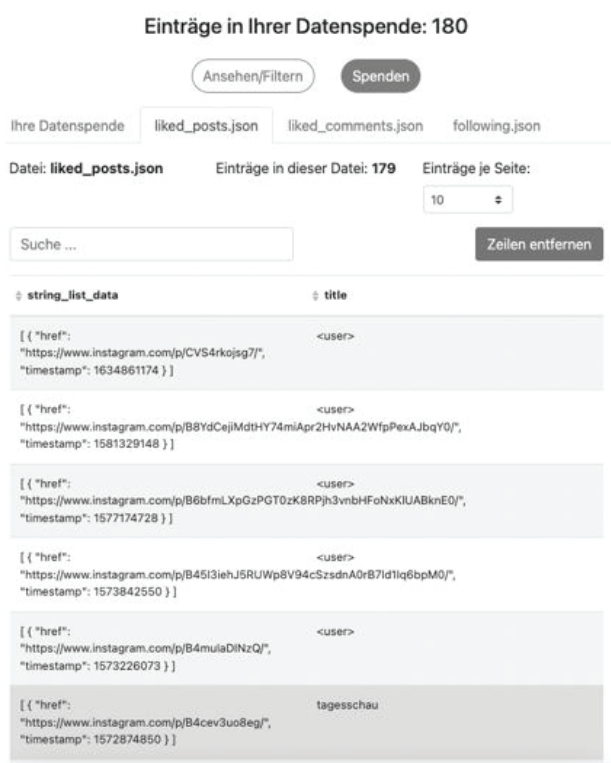 Einträge in Ihrer Datenspende: 180
Ansehen/Filtern Spenden
Ihre Datenspende liked_posts.json liked_comments.json following.json
Datei: liked_posts.json Einträge in dieser Datei: 179 Einträge je Seite:
10
Suche ... Zeilen entfernen
string_list_data title
[ { "href": <user>
"https://www.instagram.com/p/CVS4rkojsg7/",
"timestamp": 1634861174 } ]
[ { "href": <user>
"https://www.instagram.com/p/B8YdCejiMdtHY74miApr2HvNAA2WfpPexAJbqY0/",
"timestamp": 1581329148 } ]
[ { "href": <user>
"https://www.instagram.com/p/B6bfmLXpGzPGT0zK8RPjh3vnbHFoNxKIUABknE0/",
"timestamp": 1577174728 } ]
[ { "href": <user>
"https://www.instagram.com/p/B45I3iehJ5RUWp8V94cSzsdnA0rB7Id1Iq6bpM0/",
"timestamp": 1573842550 } ]
[ { "href": <user>
"https://www.instagram.com/p/B4mulaDINzQ/",
"timestamp": 1573226073 } ]
[ { "href": tagesschau
"https://www.instagram.com/p/B4cev3uo8eg/",
"timestamp": 1572874850 } ]